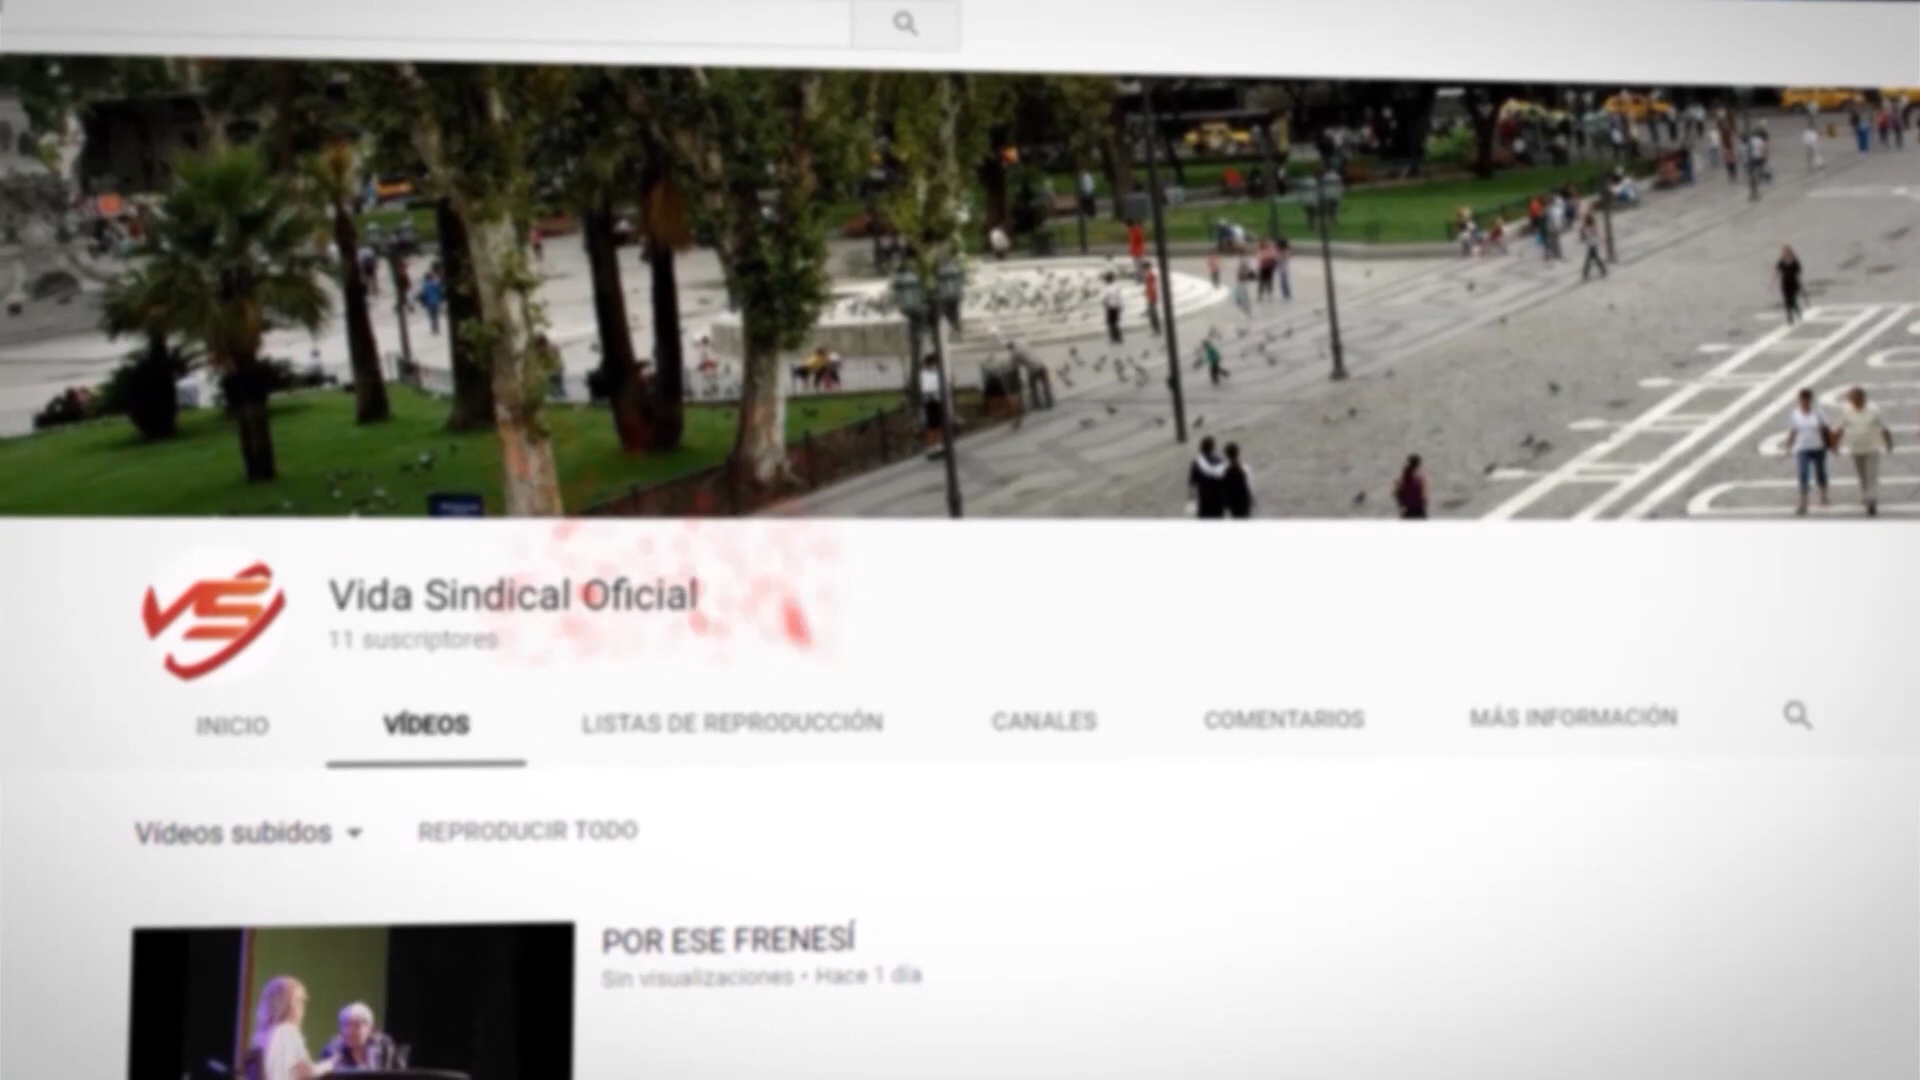 VS
Vida Sindical Oficial
11 suscriptores
INICIO VÍDEOS LISTAS DE REPRODUCCIÓN CANALES COMENTARIOS MÁS INFORMACIÓN
Vídeos subidos REPRODUCIR TODO
POR ESE FRENESÍ
Sin visualizaciones • Hace 1 día